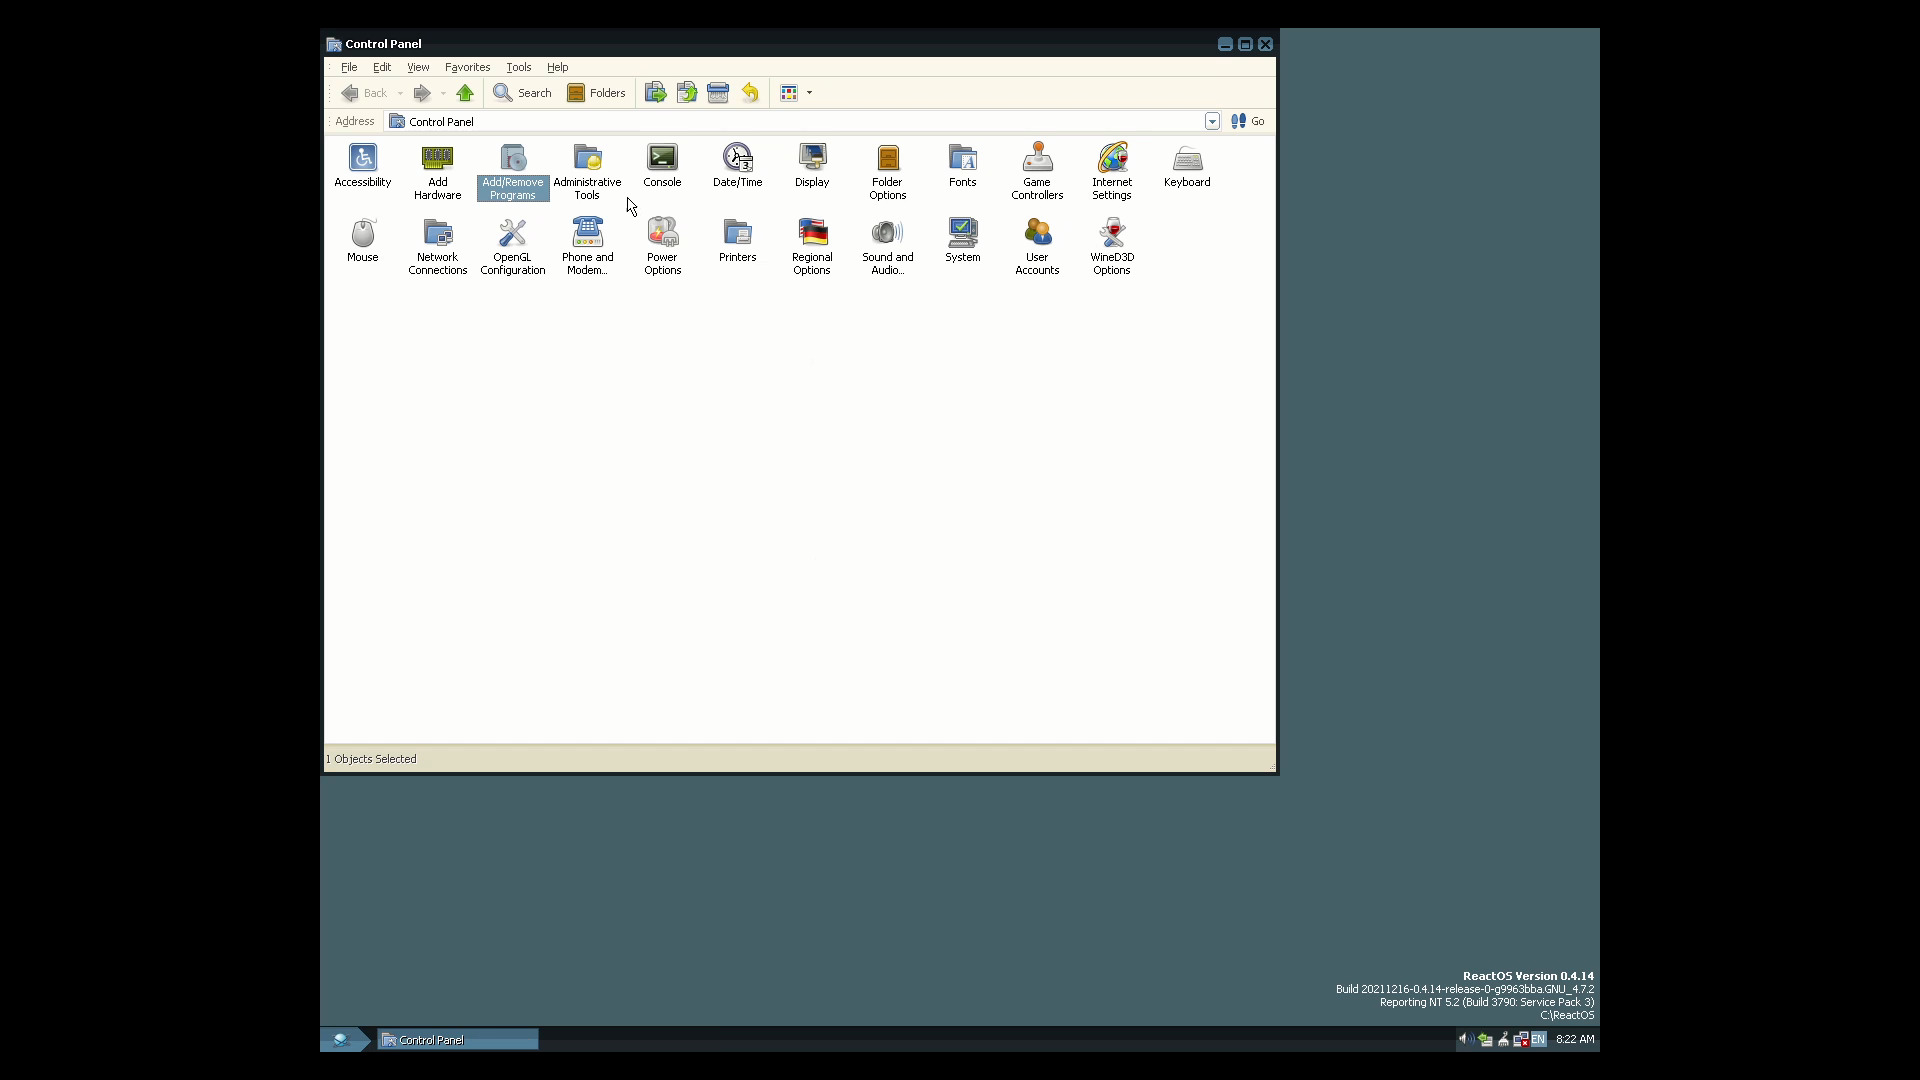 Control Panel
File Edit View Favorites Tools Help
Back Search Folders
Address Control Panel Go
Accessibility
Add
Hardware
Add/Remove
Programs
Administrative
Tools
Console
Date/Time
Display
Folder
Options
Fonts
Game
Controllers
Internet
Settings
Keyboard
Mouse
Network
Connections
OpenGL
Configuration
Phone and
Modem...
Power
Options
Printers
Regional
Options
Sound and
Audio...
System
User
Accounts
WineD3D
Options
1 Objects Selected
ReactOS Version 0.4.14
Build 20211216-0.4.14-release-0-g9963bba.GNU_4.7.2
Reporting NT 5.2 (Build 3790: Service Pack 3)
C:\ReactOS
Control Panel EN 8:22 AM